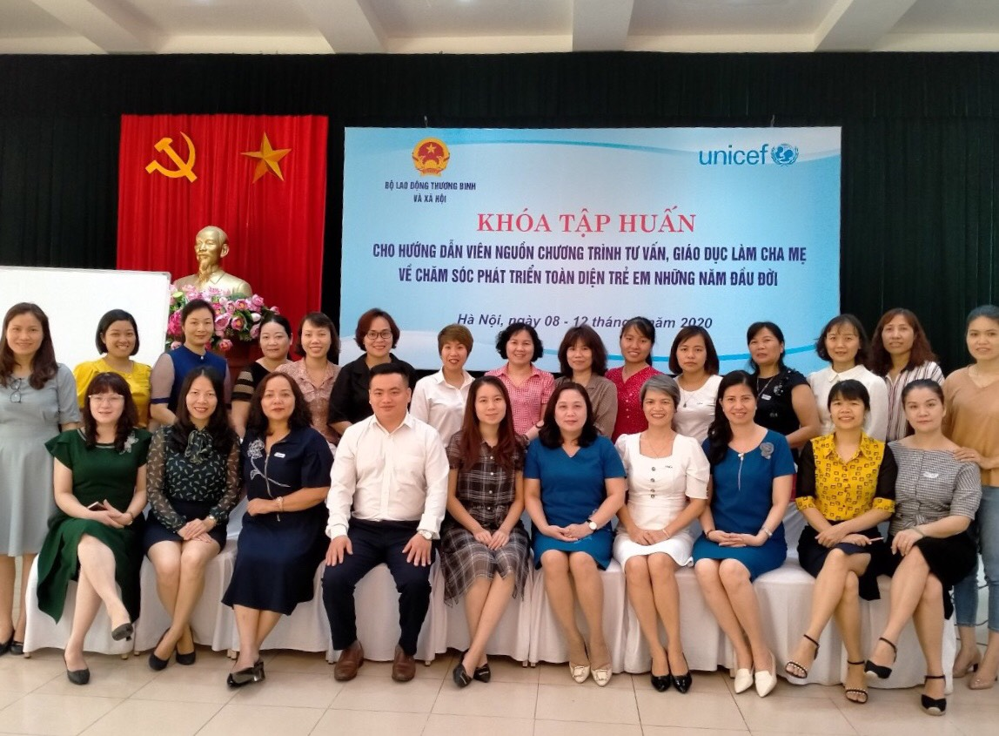 BỘ LAO ĐỘNG THƯƠNG BINH
VÀ XÃ HỘI
unicef
KHÓA TẬP HUẤN
CHO HƯỚNG DẪN VIÊN NGUỒN CHƯƠNG TRÌNH TƯ VẤN, GIÁO DỤC LÀM CHA MẸ
VỀ CHĂM SÓC PHÁT TRIỂN TOÀN DIỆN TRẺ EM NHỮNG NĂM ĐẦU ĐỜI
Hà Nội, ngày 08 - 12 tháng năm 2020